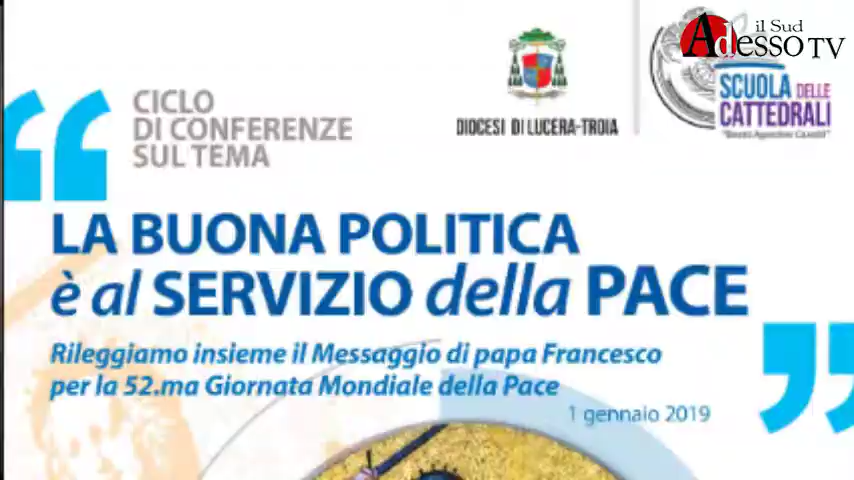 il Sud
Adesso TV
CICLO
DI CONFERENZE
SUL TEMA
DIOCESI DI LUCERA-TROIA
SCUOLA DELLE
CATTEDRALI
"
LA BUONA POLITICA
è al SERVIZIO della PACE
Rileggiamo insieme il Messaggio di papa Francesco
per la 52.ma Giornata Mondiale della Pace
1 gennaio 2019
"